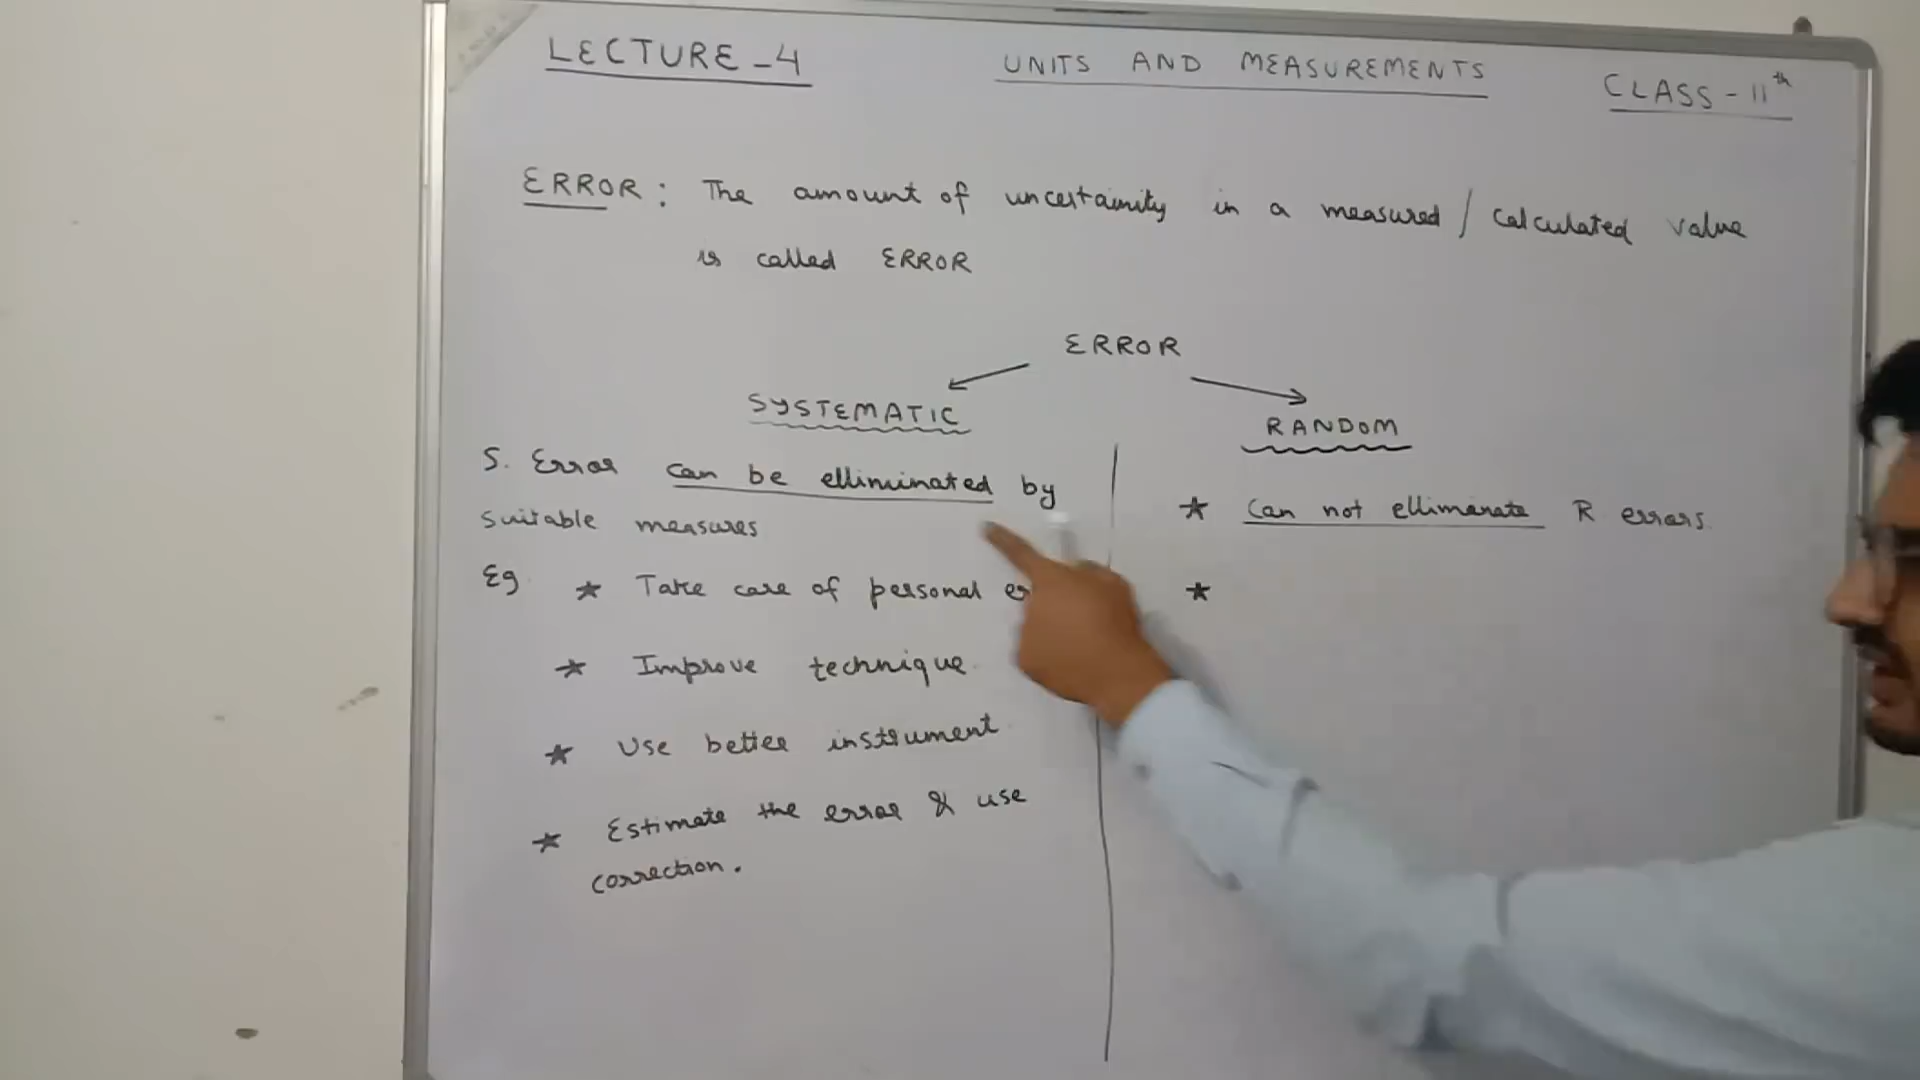 LECTURE-4
UNITS AND MEASUREMENTS
CLASS-11th
ERROR: The amount of uncertainity in a measured / calculated value
is called ERROR
ERROR
SYSTEMATIC
S. Error can be elliminated by
suitable measures
Eg
* Take care of personal
* Improve technique
* Use better instrument
* Estimate the error & use
correction.
RANDOM
* Can not elliminate R errors.
*